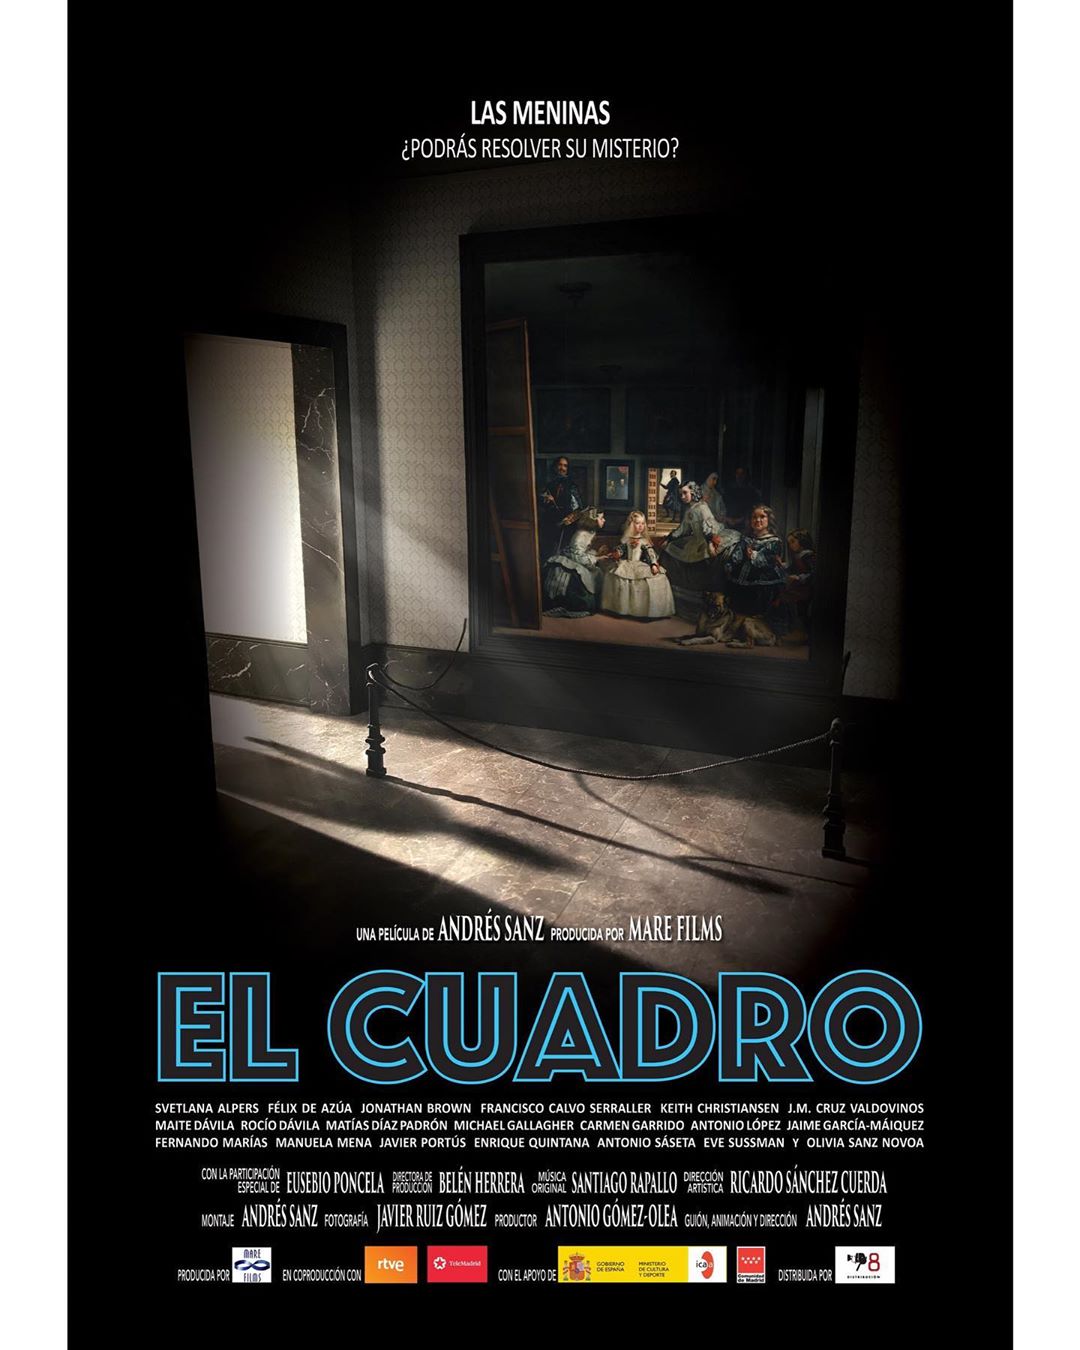 LAS MENINAS
¿PODRÁS RESOLVER SU MISTERIO?
UNA PELÍCULA DE ANDRÉS SANZ PRODUCIDA POR MARE FILMS
EL CUADRO
SVETLANA ALPERS FÉLIX DE AZÚA JONATHAN BROWN FRANCISCO CALVO SERRALLER KEITH CHRISTIANSEN J.M. CRUZ VALDOVINOS
MAITE DÁVILA ROCÍO DÁVILA MATÍAS DÍAZ PADRÓN MICHAEL GALLAGHER CARMEN GARRIDO ANTONIO LÓPEZ JAIME GARCÍA-MÁIQUEZ
FERNANDO MARÍAS MANUELA MENA JAVIER PORTÚS ENRIQUE QUINTANA ANTONIO SÁSETA EVE SUSSMAN Y OLIVIA SANZ NOVOA
CON LA PARTICIPACIÓN ESPECIAL DE EUSEBIO PONCELA DIRECTORA DE PRODUCCIÓN BELÉN HERRERA MÚSICA ORIGINAL SANTIAGO RAPALLO DIRECCIÓN ARTÍSTICA RICARDO SÁNCHEZ CUERDA
MONTAJE ANDRÉS SANZ FOTOGRAFÍA JAVIER RUIZ GÓMEZ PRODUCTOR ANTONIO GÓMEZ-OLEA GUIÓN, ANIMACIÓN Y DIRECCIÓN ANDRÉS SANZ
PRODUCIDA POR MARE FILMS EN COPRODUCCIÓN CON rtve TeleMadrid CON EL APOYO DE GOBIERNO DE ESPAÑA MINISTERIO DE CULTURA Y DEPORTE icaa Comunidad de Madrid DISTRIBUIDA POR 8 DISTRIBUCIÓN